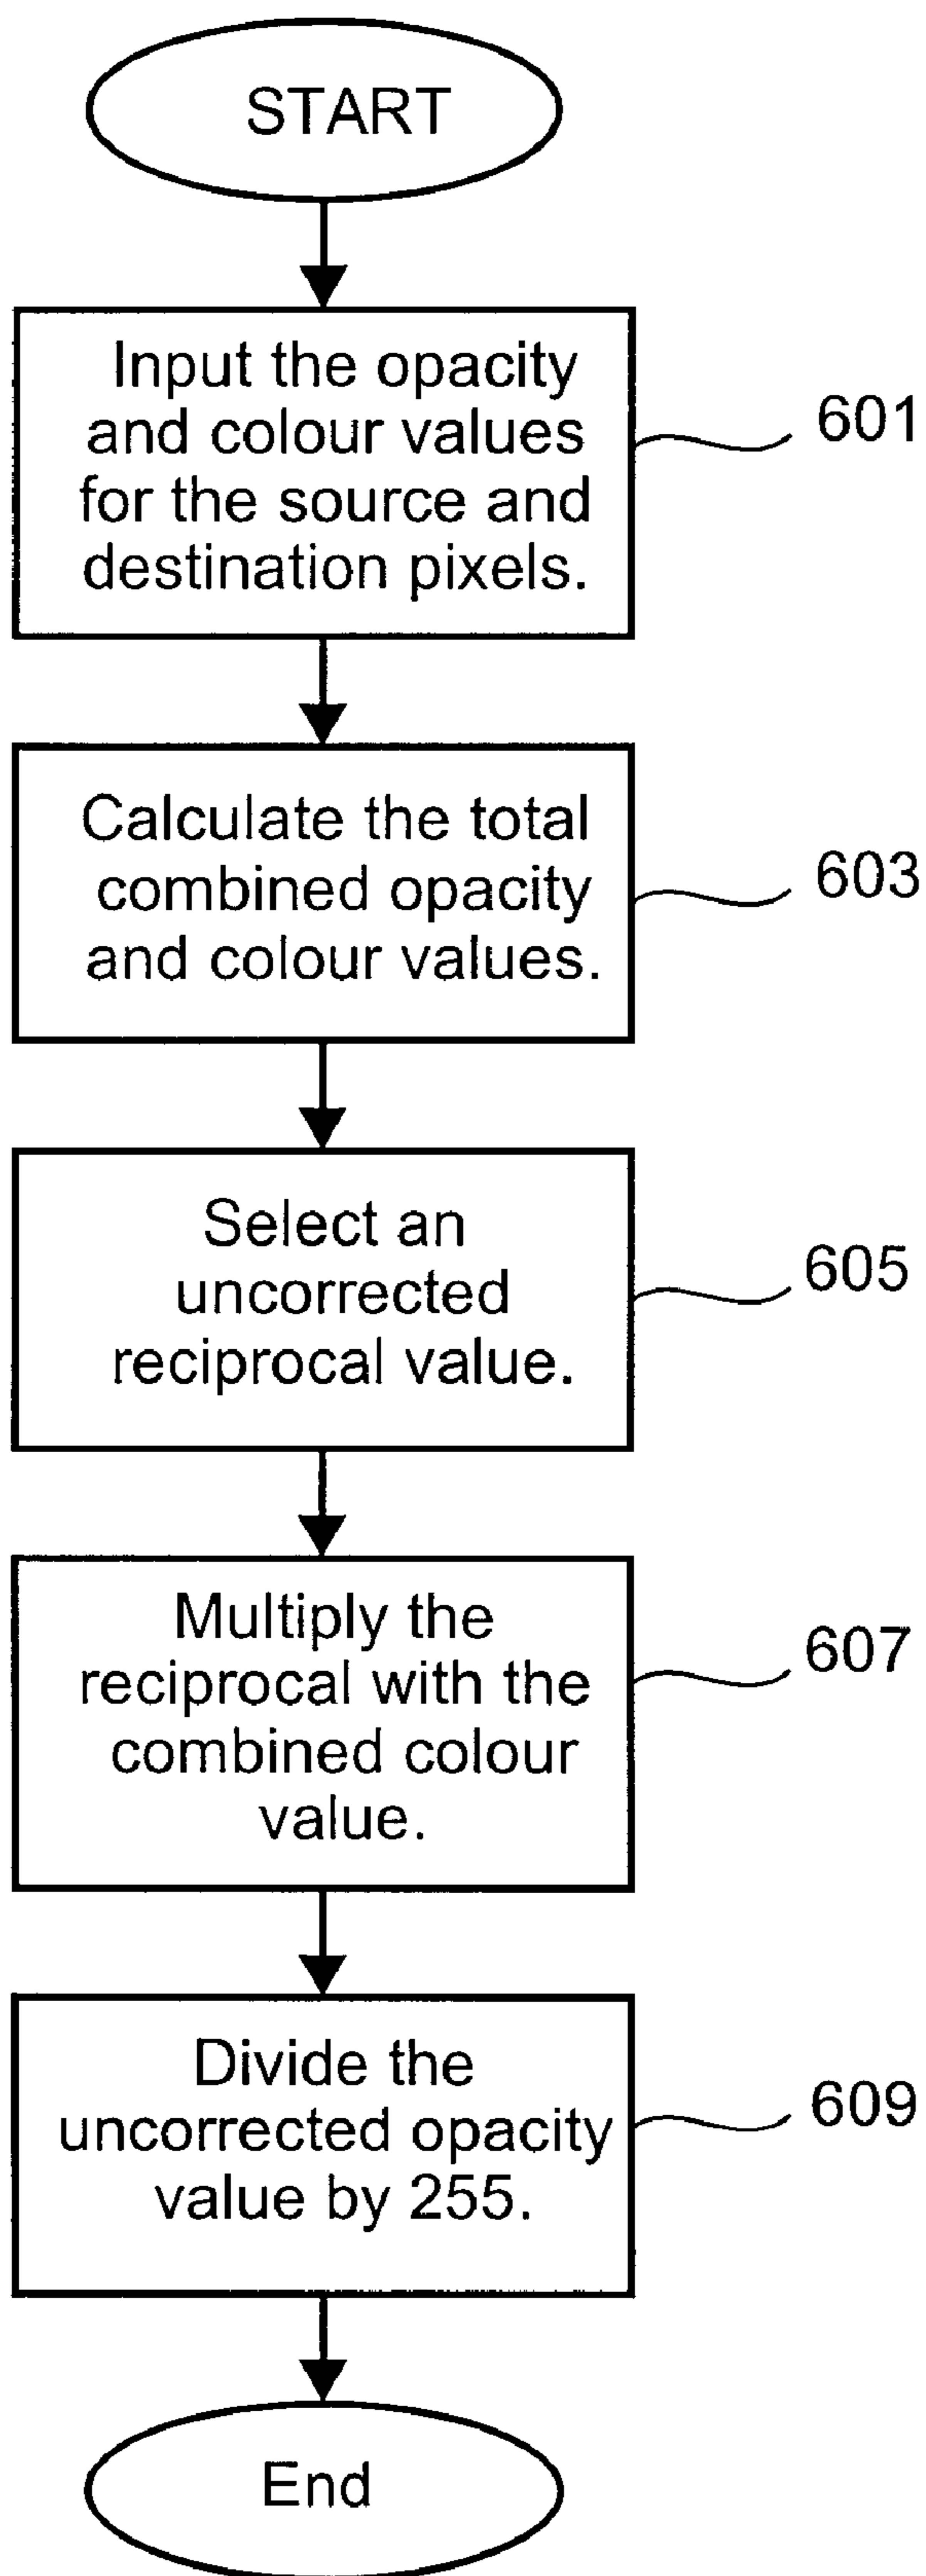 START
Input the opacity
and colour values
for the source and
destination pixels.
601
Calculate the total
combined opacity
and colour values.
603
Select an
uncorrected
reciprocal value.
605
Multiply the
reciprocal with the
combined colour
value.
607
Divide the
uncorrected opacity
value by 255.
609
End